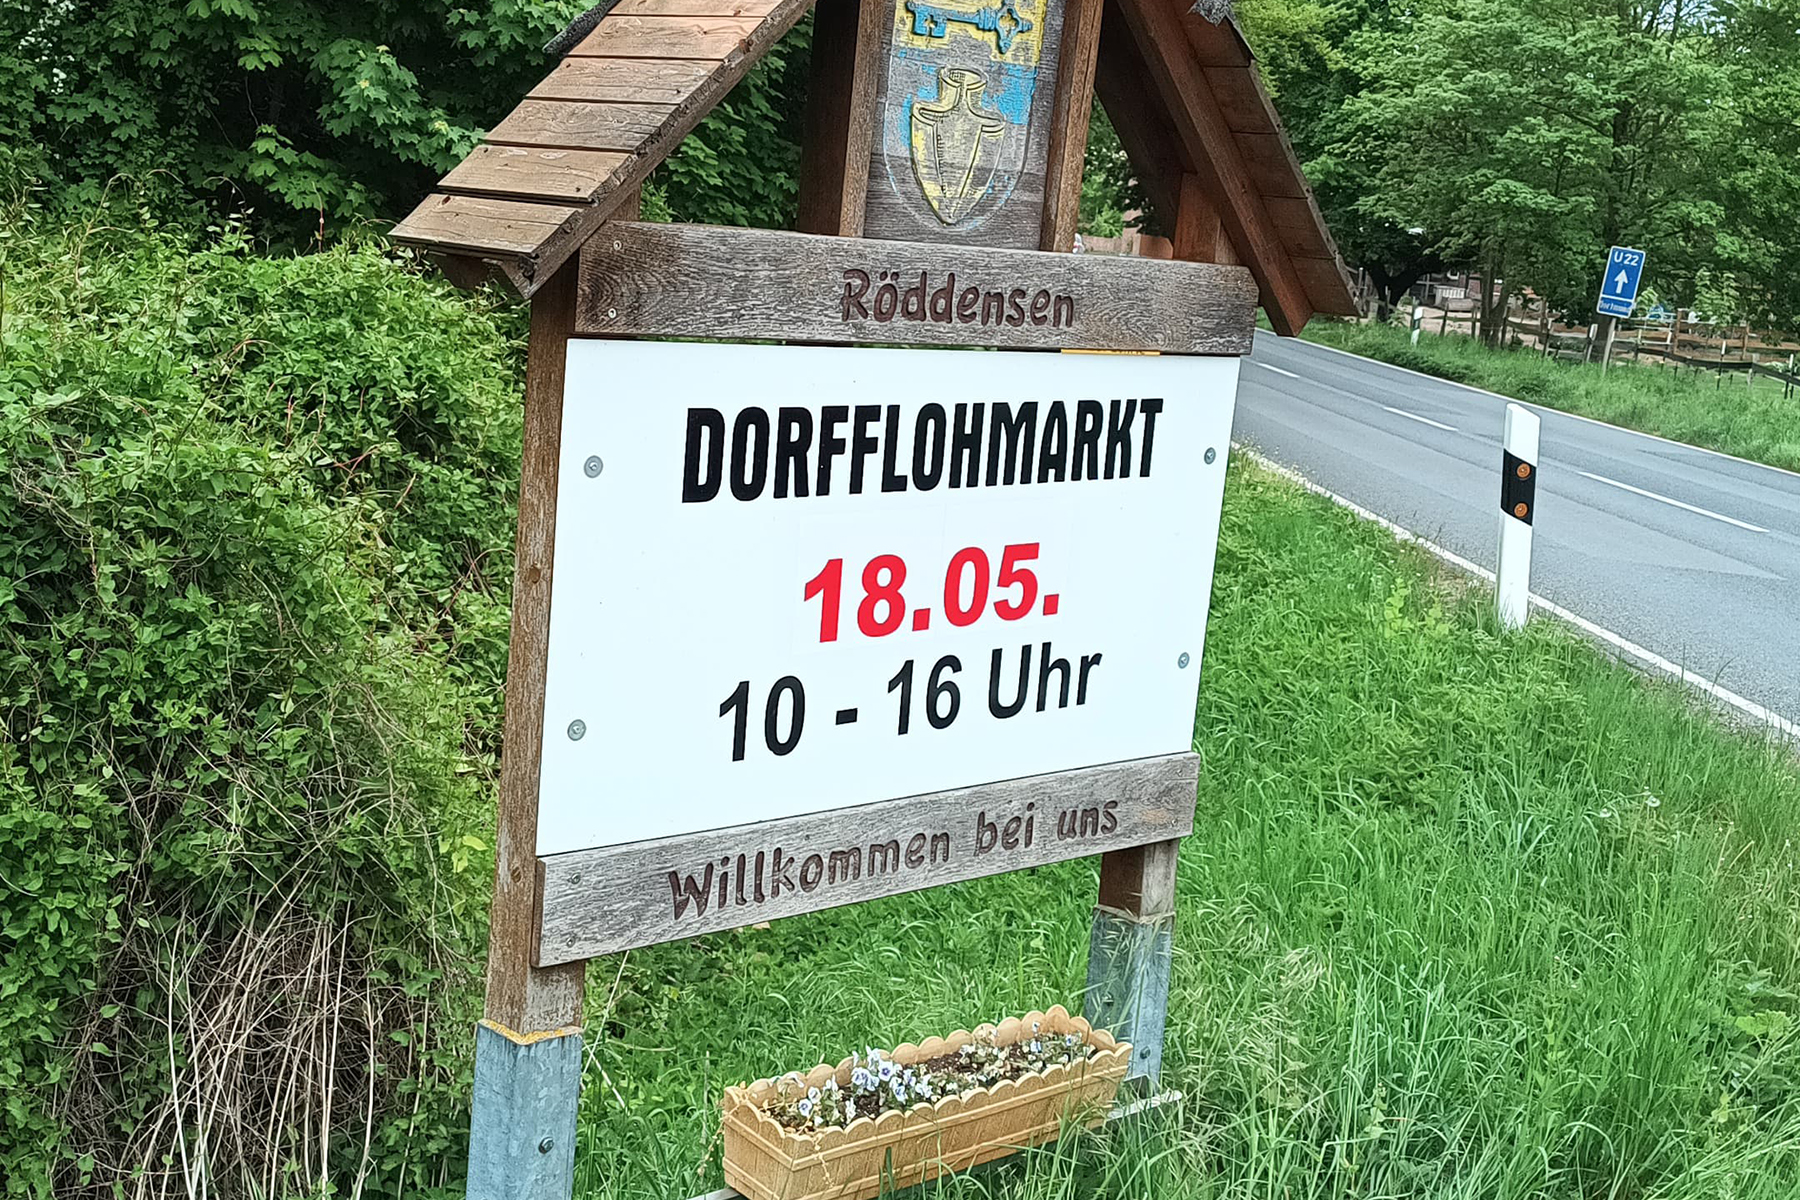 Röddensen
DORFFLOHMARKT
18.05.
10 - 16 Uhr
Willkommen bei uns
U22